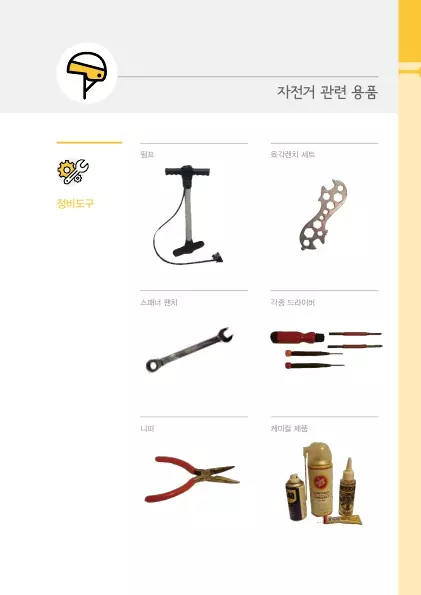 자전거 관련 용품
정비도구
펌프
육각렌치 세트
스패너 렌치
각종 드라이버
니퍼
케미컬 제품